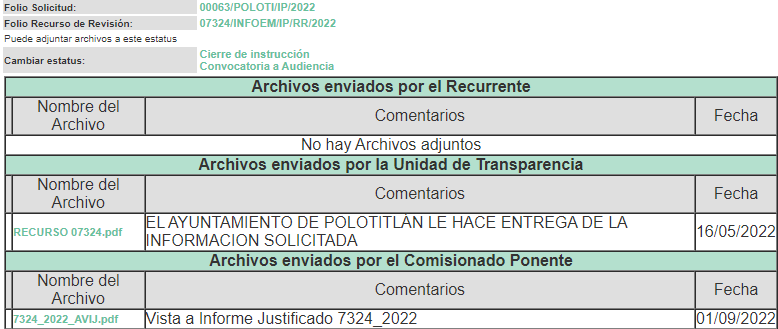 Folio Solicitud: 00063/POLOTI/IP/2022
Folio Recurso de Revisión: 07324/INFOEM/IP/RR/2022
Puede adjuntar archivos a este estatus
Cambiar estatus: Cierre de instrucción
Convocatoria a Audiencia
Archivos enviados por el Recurrente
Nombre del Archivo Comentarios Fecha
No hay Archivos adjuntos
Archivos enviados por la Unidad de Transparencia
Nombre del Archivo Comentarios Fecha
RECURSO 07324.pdf EL AYUNTAMIENTO DE POLOTITLÁN LE HACE ENTREGA DE LA INFORMACION SOLICITADA 16/05/2022
Archivos enviados por el Comisionado Ponente
Nombre del Archivo Comentarios Fecha
7324_2022_AVIJ.pdf Vista a Informe Justificado 7324_2022 01/09/2022